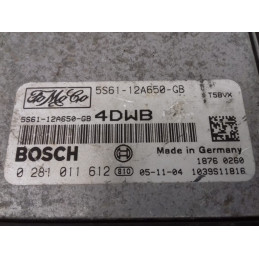 FoMoCo 5S61-12A650-GB
T5BVX
5S61-12A650-GB 4DWB
BOSCH Made in Germany
1876 0260
0 281 011 612 810 05-11-04 1039S11816